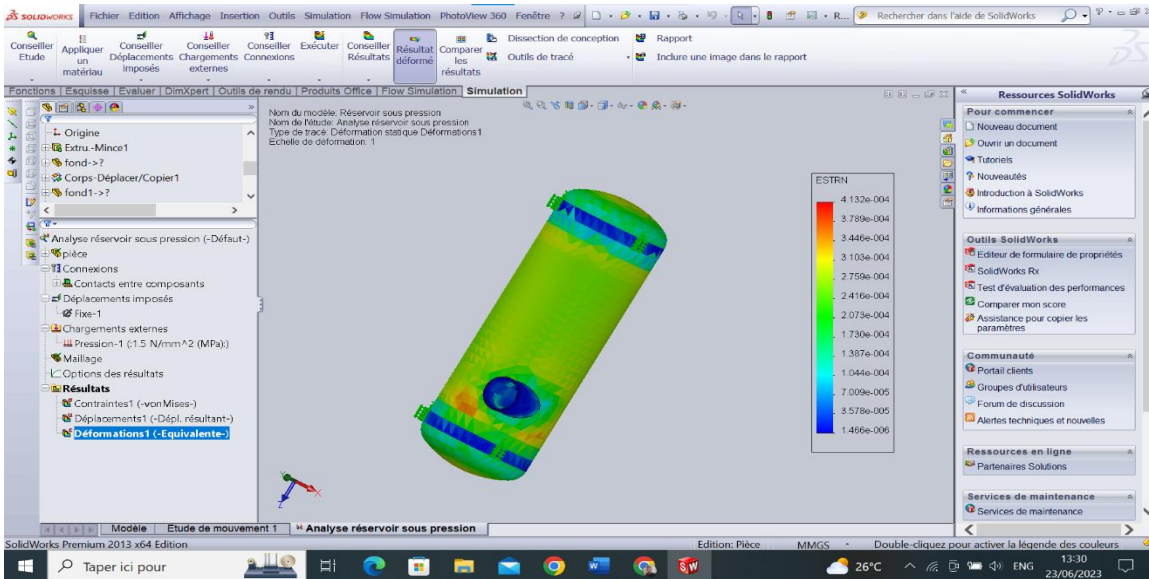 SOLIDWORKS Fichier Edition Affichage Insertion Outils Simulation Flow Simulation PhotoView 360 Fenêtre ? R... Rechercher dans l'aide de SolidWorks
Conseiller Etude
Appliquer un matériau
Conseiller Déplacements imposés
Conseiller Chargements externes
Conseiller Connexions
Exécuter
Conseiller Résultats
Résultat déformé
Comparer les résultats
Dissection de conception
Outils de tracé
Rapport
Inclure une image dans le rapport
Fonctions Esquisse Evaluer DimXpert Outils de rendu Produits Office Flow Simulation Simulation
Origine
Extru.-Mince1
fond->?
Corps-Déplacer/Copier1
fond1->?
Analyse réservoir sous pression (-Défaut-)
pièce
Connexions
Contacts entre composants
Déplacements imposés
Fixe-1
Chargements externes
Pression-1 (:1.5 N/mm^2 (MPa):)
Maillage
Options des résultats
Résultats
Contraintes1 (-vonMises-)
Déplacements1 (-Dépl. résultant-)
Déformations1 (-Equivalente-)
Nom du modèle: Réservoir sous pression
Nom de l'étude: Analyse réservoir sous pression
Type de tracé: Déformation statique Déformations1
Echelle de déformation: 1
ESTRN
4.132e-004
3.789e-004
3.446e-004
3.103e-004
2.759e-004
2.416e-004
2.073e-004
1.730e-004
1.387e-004
1.044e-004
7.009e-005
3.578e-005
1.466e-006
Y
X
Z
Ressources SolidWorks
Pour commencer
Nouveau document
Ouvrir un document
Tutoriels
Nouveautés
Introduction à SolidWorks
Informations générales
Outils SolidWorks
Editeur de formulaire de propriétés
SolidWorks Rx
Test d'évaluation des performances
Comparer mon score
Assistance pour copier les
paramètres
Communauté
Portail clients
Groupes d'utilisateurs
Forum de discussion
Alertes techniques et nouvelles
Ressources en ligne
Partenaires Solutions
Services de maintenance
Services de maintenance
Modèle Etude de mouvement 1 Analyse réservoir sous pression
SolidWorks Premium 2013 x64 Edition Edition: Pièce MMGS Double-cliquez pour activer la légende des couleurs
Taper ici pour 26°C ENG 13:30
23/06/2023